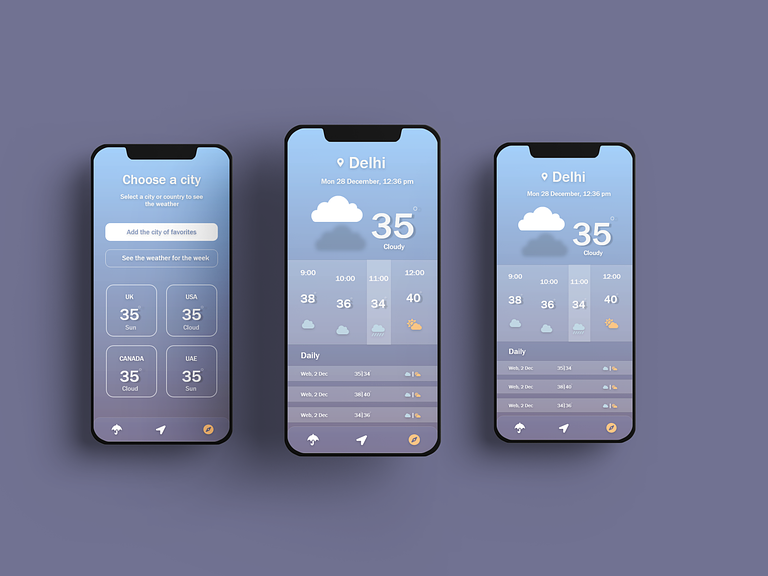 Choose a city
Select a city or country to see
the weather
Add the city of favorites
See the weather for the week
UK
35°
Sun
USA
35°
Cloud
CANADA
35°
Cloud
UAE
35°
Sun
Delhi
Mon 28 December, 12:36 pm
35°
Cloudy
9:00 10:00 11:00 12:00
38 36 34 40
Daily
Web, 2 Dec 35|34
Web, 2 Dec 38|40
Web, 2 Dec 34|36
Delhi
Mon 28 December, 12:36 pm
35°
Cloudy
9:00 10:00 11:00 12:00
38 36 34 40
Daily
Web, 2 Dec 35|34
Web, 2 Dec 38|40
Web, 2 Dec 34|36